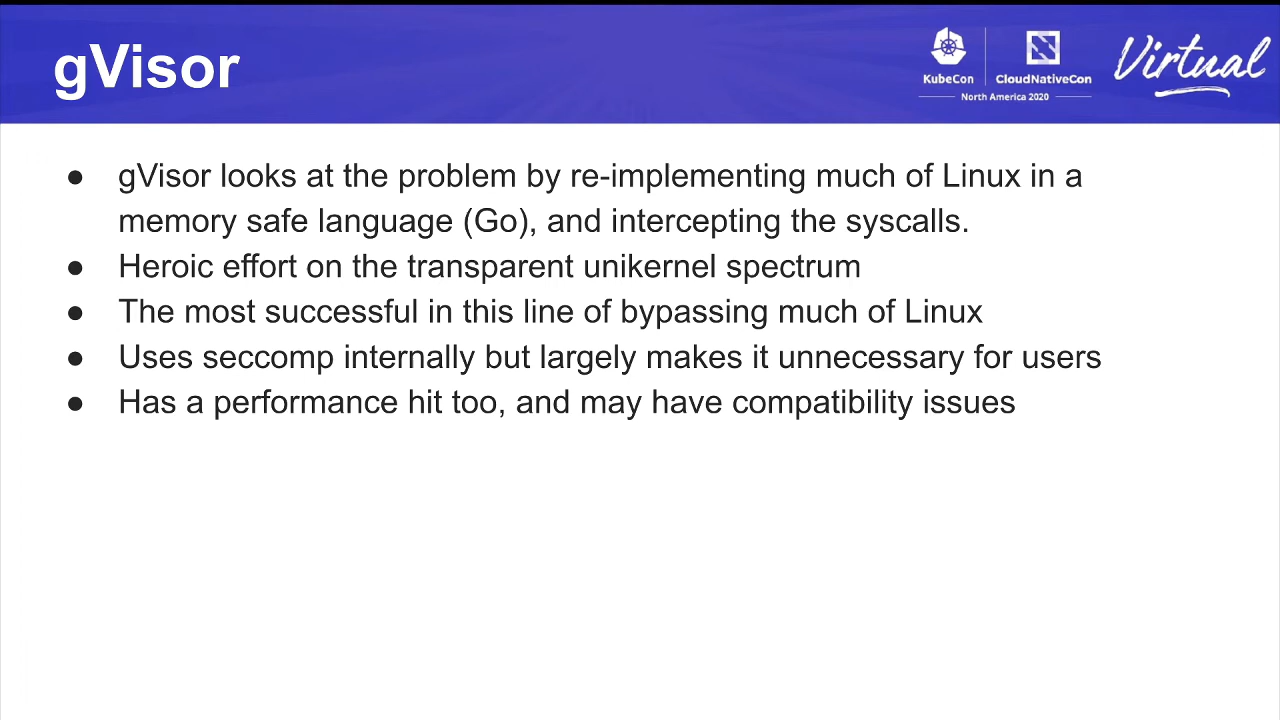 gVisor
KubeCon
CloudNativeCon
North America 2020
Virtual
● gVisor looks at the problem by re-implementing much of Linux in a
memory safe language (Go), and intercepting the syscalls.
● Heroic effort on the transparent unikernel spectrum
● The most successful in this line of bypassing much of Linux
● Uses seccomp internally but largely makes it unnecessary for users
● Has a performance hit too, and may have compatibility issues